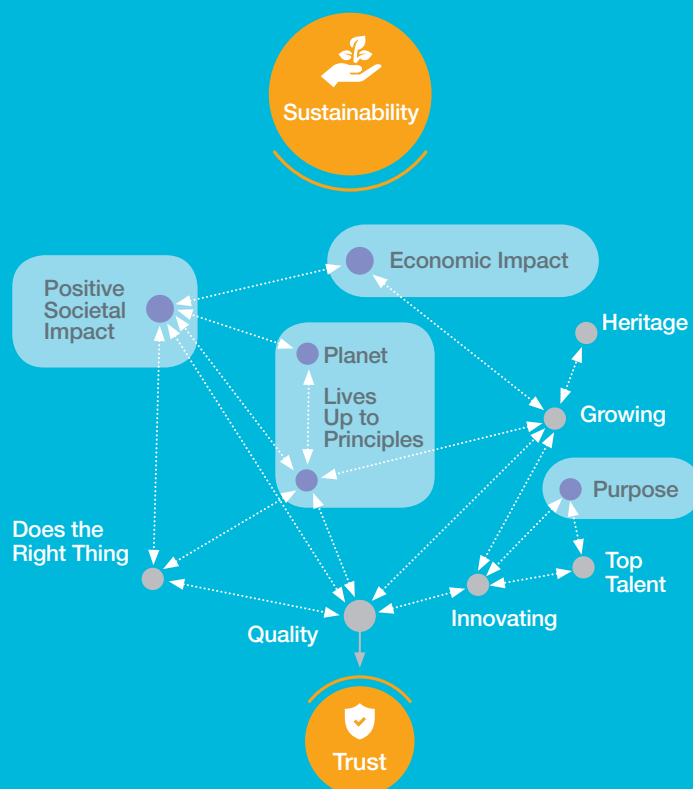 Sustainability
Economic Impact
Positive
Societal
Impact
Heritage
Planet
Lives
Up to
Principles
Growing
Purpose
Does the
Right Thing
Top
Talent
Innovating
Quality
Trust